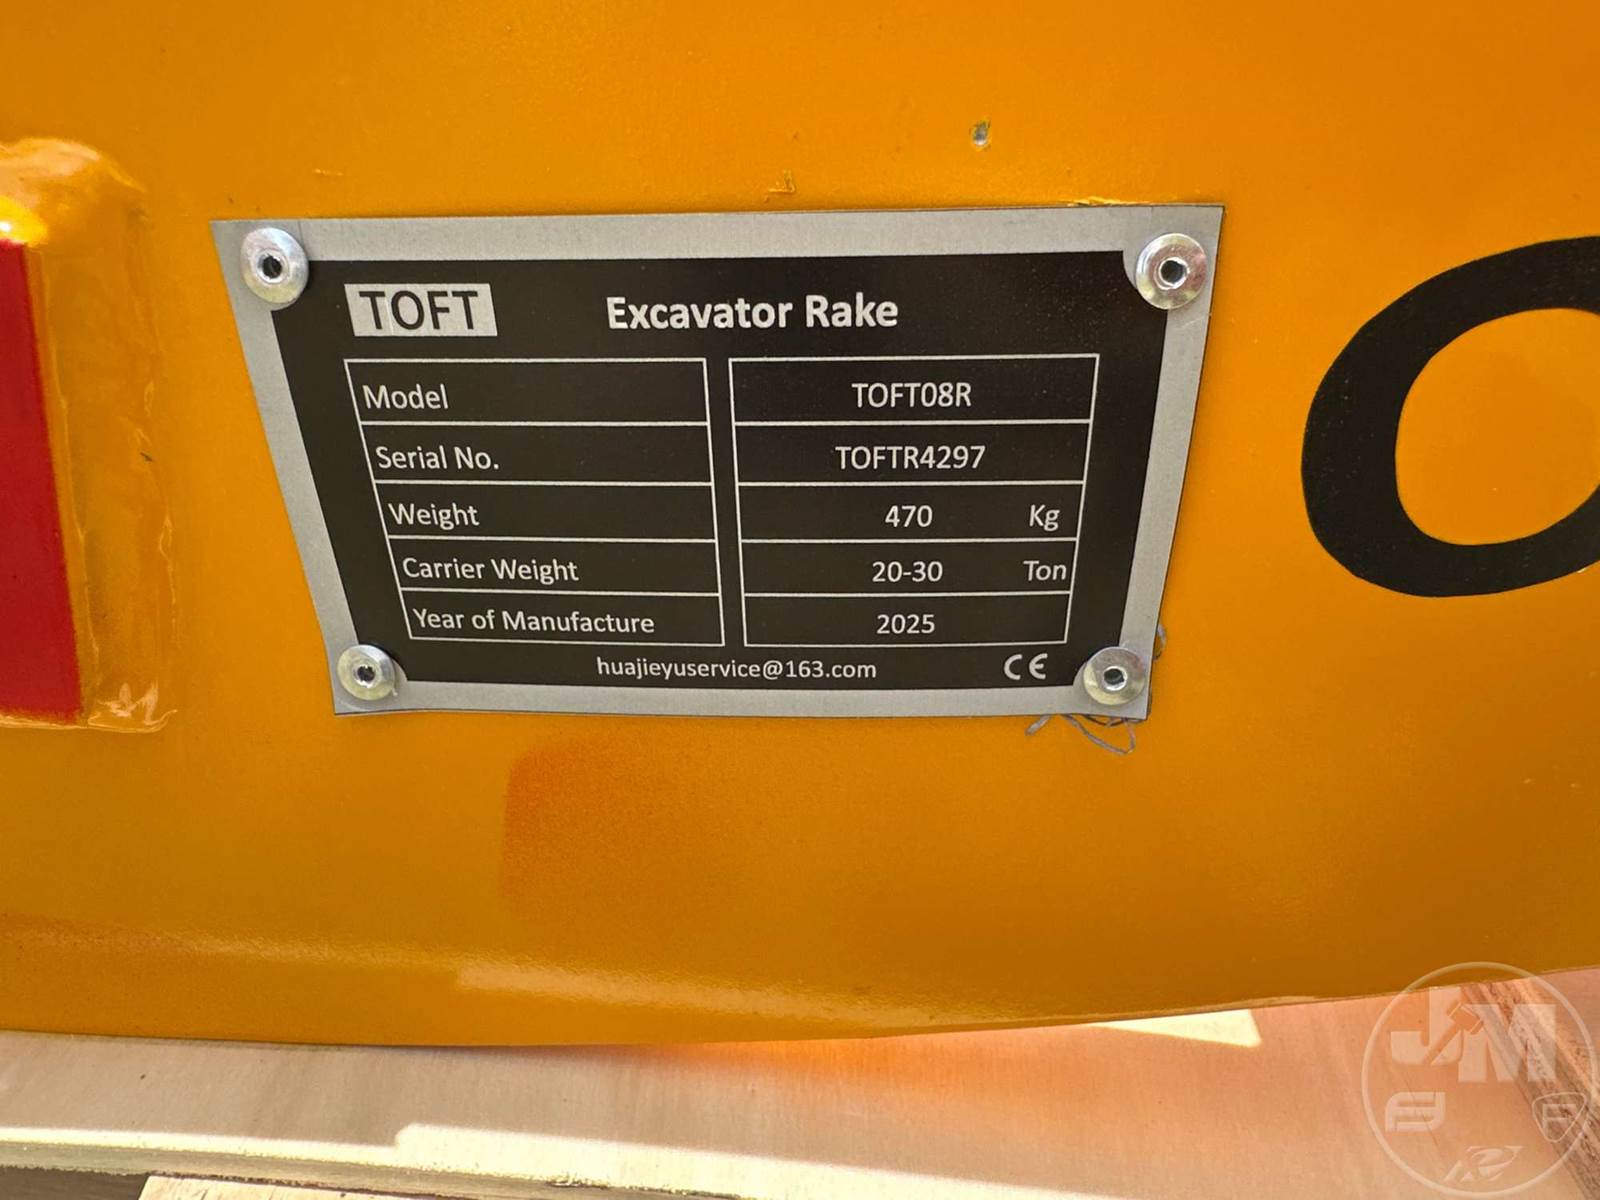 TOFT Excavator Rake
Model TOFT08R
Serial No. TOFTR4297
Weight 470 Kg
Carrier Weight 20-30 Ton
Year of Manufacture 2025
huajieyuservice@163.com CE
O
JM